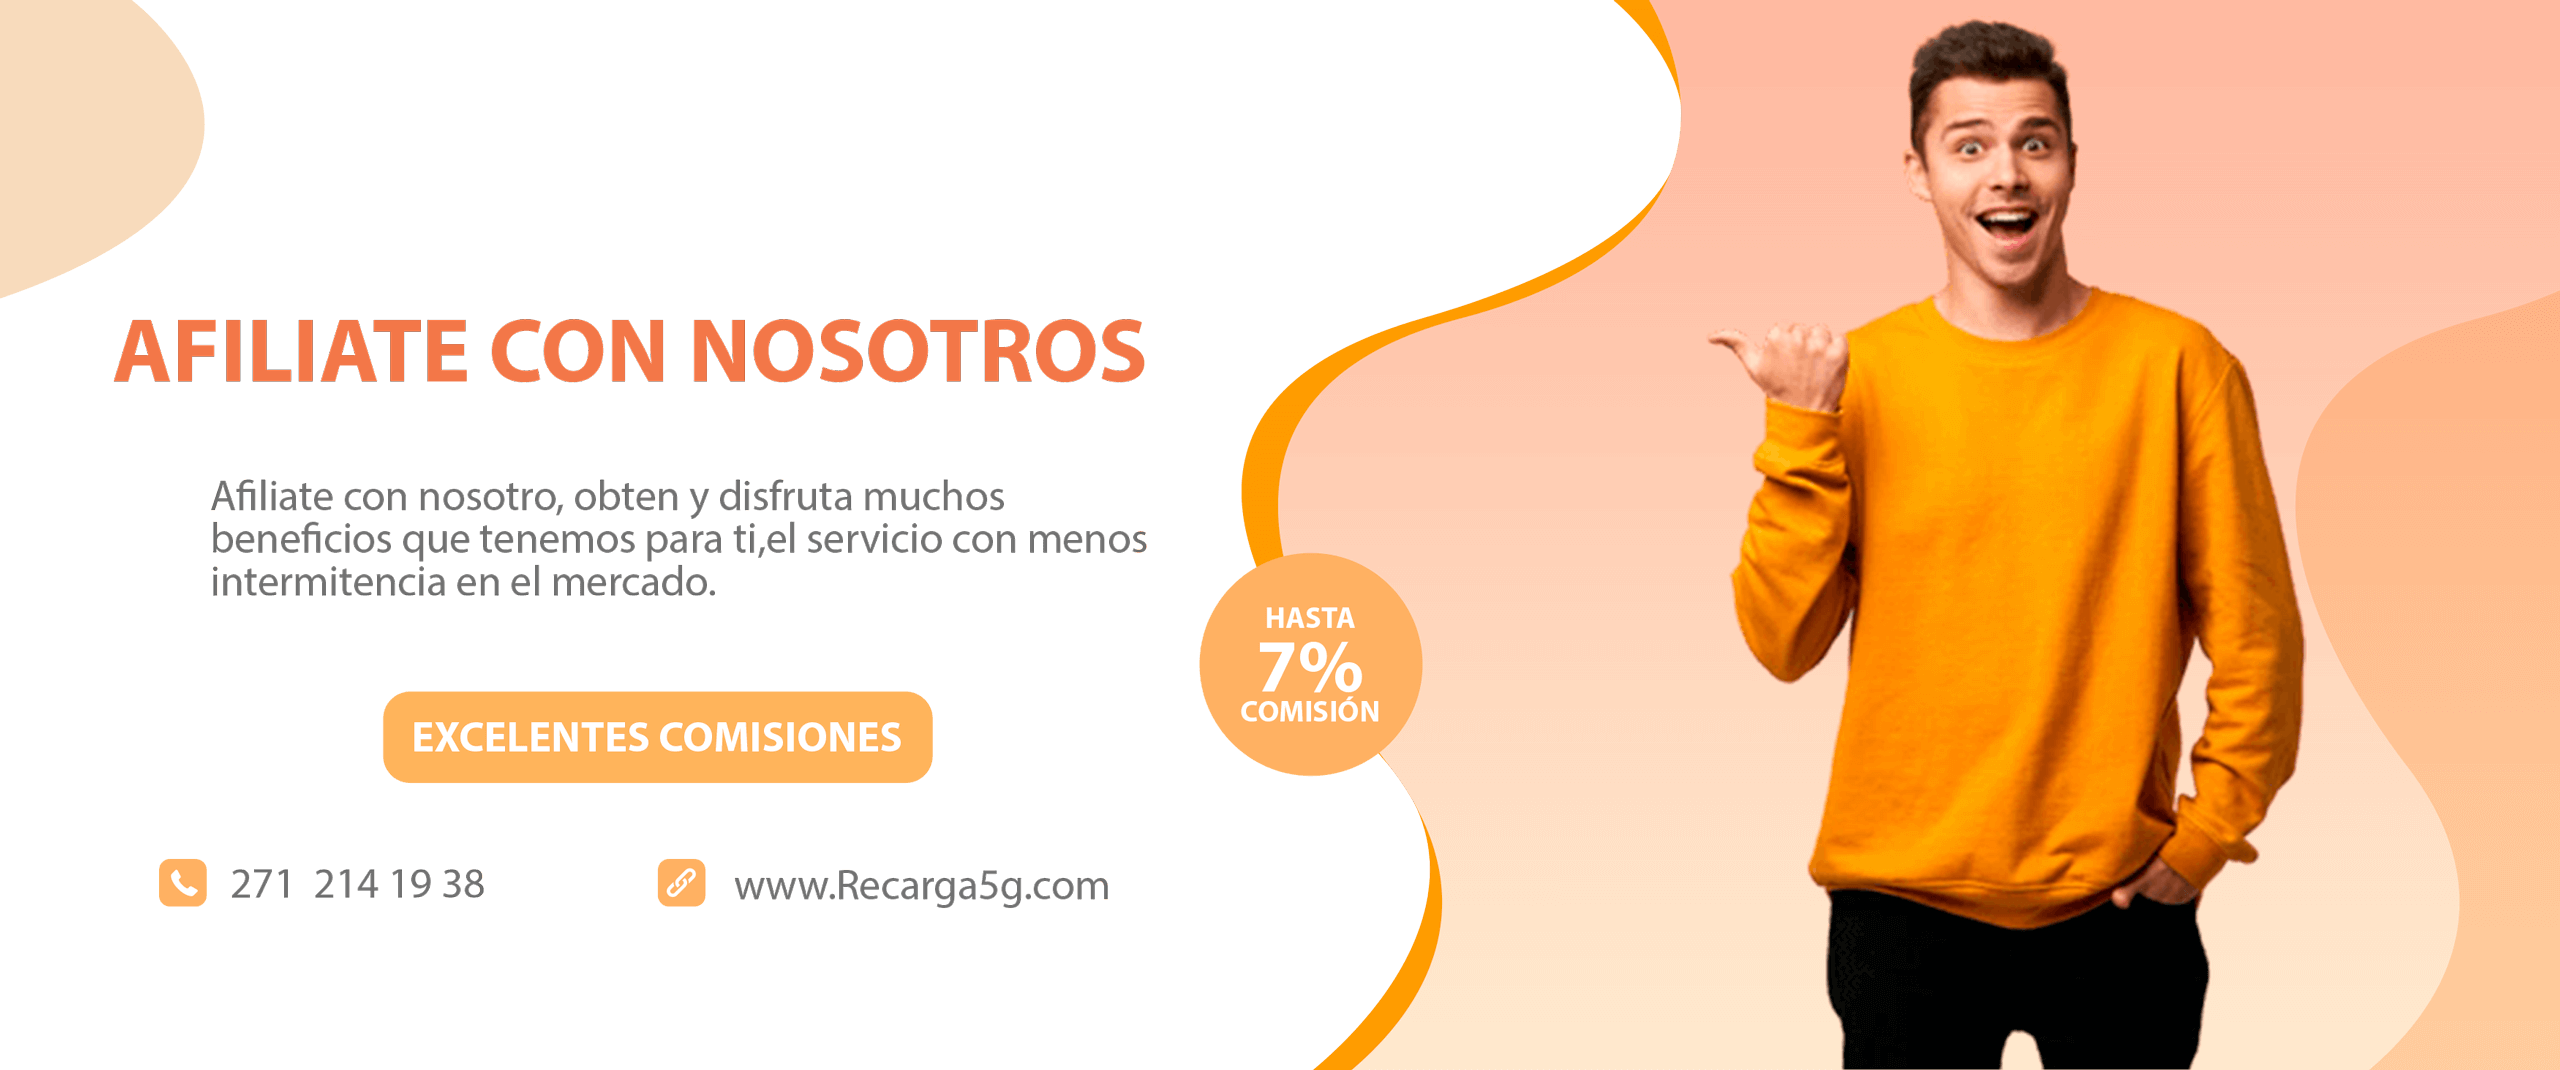 AFILIATE CON NOSOTROS
Afiliate con nosotro, obten y disfruta muchos
beneficios que tenemos para ti,el servicio con menos
intermitencia en el mercado.
EXCELENTES COMISIONES
271 214 19 38
www.Recarga5g.com
HASTA
7%
COMISIÓN